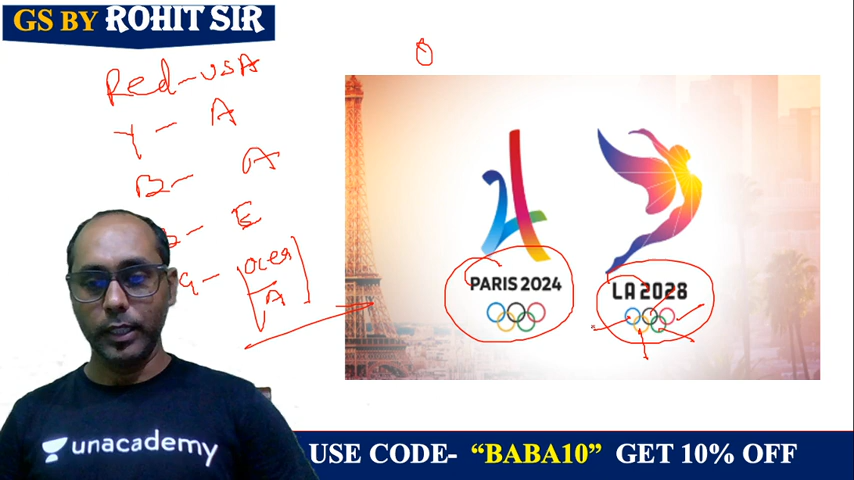 GS BY ROHIT SIR
Red - USA
Y - A
B - A
B - E
G - Ocea
A
PARIS 2024
LA 2028
unacademy
USE CODE- “BABA10” GET 10% OFF